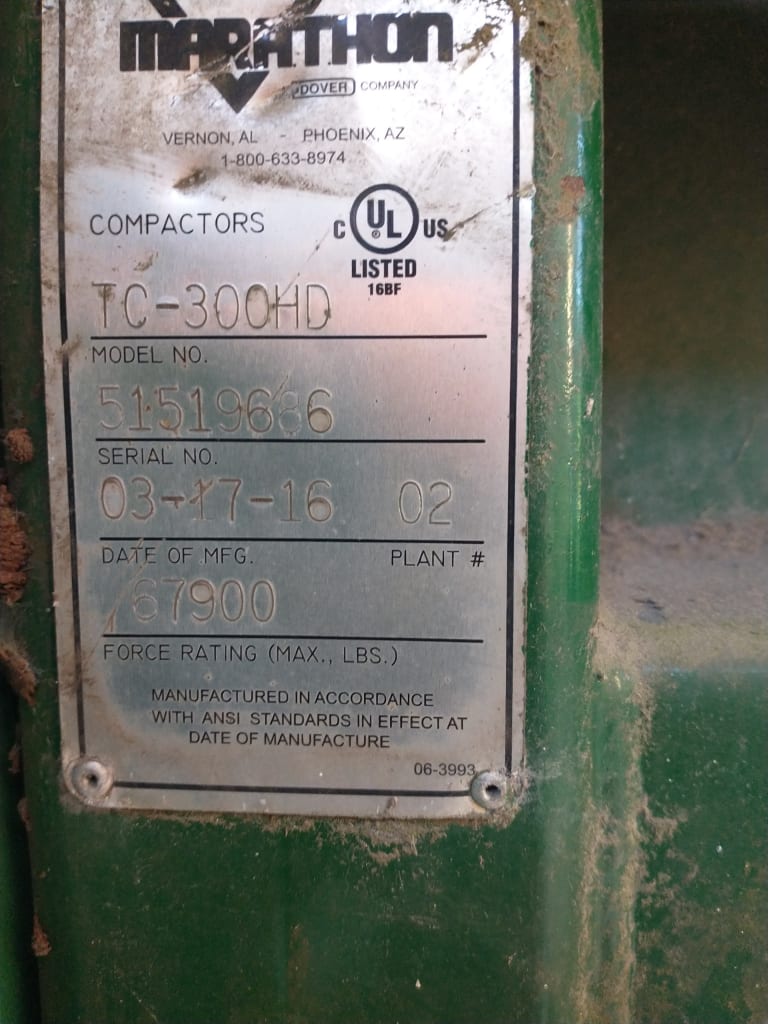 MARATHON
DOVER COMPANY
VERNON, AL - PHOENIX, AZ
1-800-633-8974
COMPACTORS
C UL ® US
LISTED
16BF
TC-300HD
MODEL NO.
51519686
SERIAL NO.
03-17-16 02
DATE OF MFG. PLANT #
67900
FORCE RATING (MAX., LBS.)
MANUFACTURED IN ACCORDANCE
WITH ANSI STANDARDS IN EFFECT AT
DATE OF MANUFACTURE
06-3993